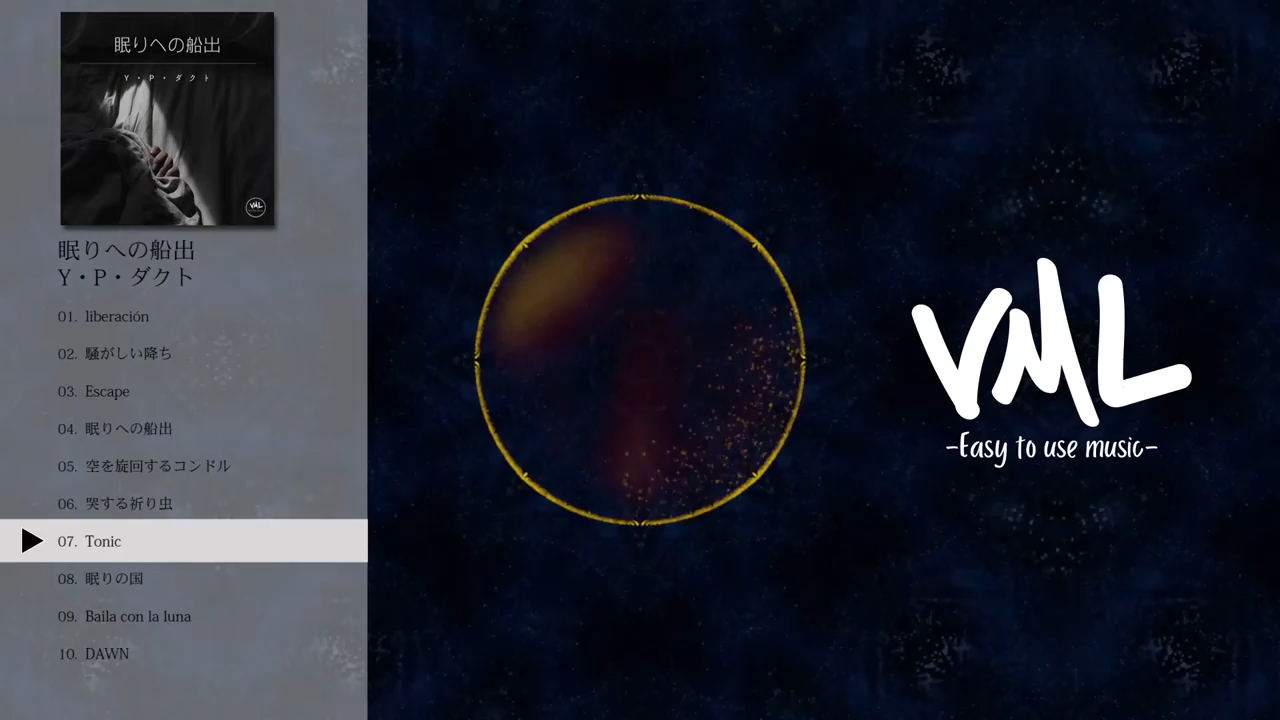 眠りへの船出
Y・P・ダクト
VML
眠りへの船出
Y・P・ダクト
01. liberación
02. 騒がしい降ち
03. Escape
04. 眠りへの船出
05. 空を旋回するコンドル
06. 哭する祈り虫
07. Tonic
08. 眠りの国
09. Baila con la luna
10. DAWN
VML
-Easy to use music-